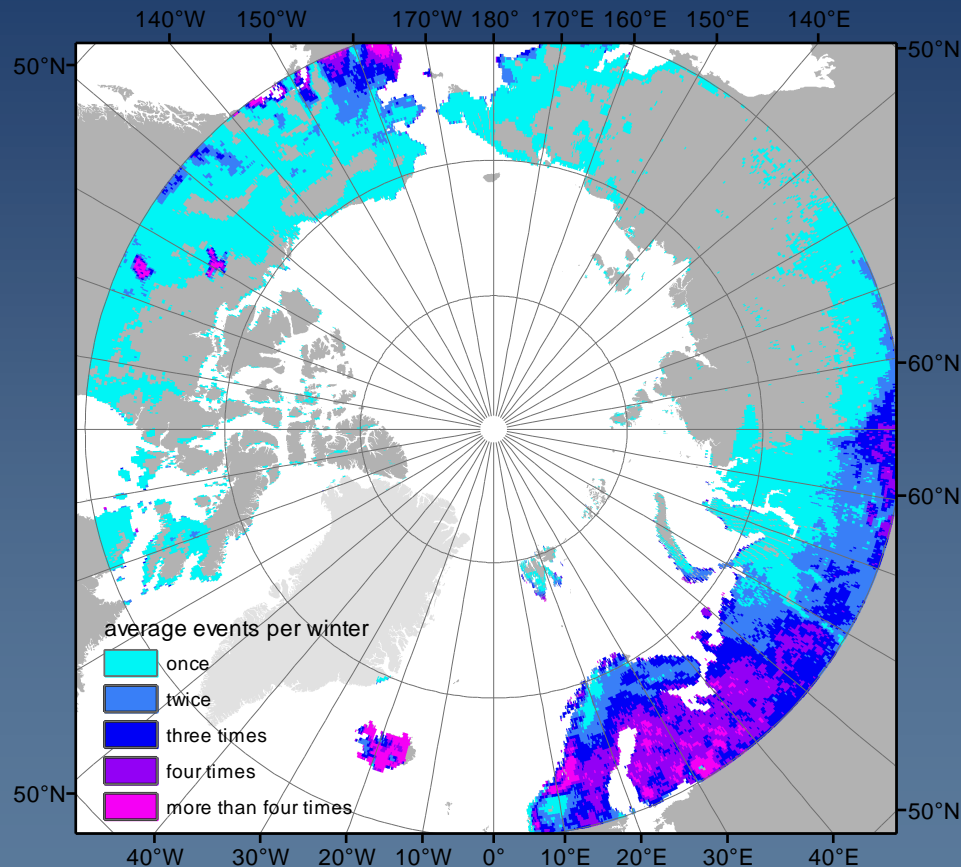 140°W 150°W 170°W 180° 170°E 160°E 140°E
50°N 50°N
60°N
60°N
average events per winter
once
twice
three times
four times
more than four times
50°N 50°N
40°W 30°W 20°W 10°W 0° 10°E 20°E 30°E 40°E